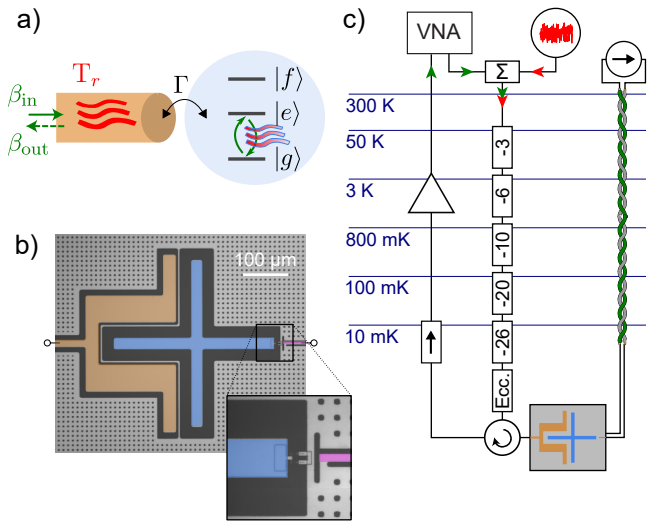 a)
T_r
Γ
β_in
β_out
|f⟩
|e⟩
|g⟩
b)
100 μm
c)
VNA
Σ
300 K
50 K
3 K
800 mK
100 mK
10 mK
-3
-6
-10
-20
-26
Ecc.